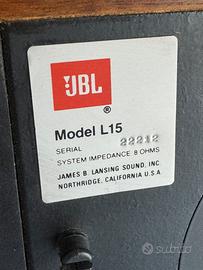 JBL
®
Model L15
SERIAL 22212
SYSTEM IMPEDANCE 8 OHMS
JAMES B. LANSING SOUND, INC.
NORTHRIDGE, CALIFORNIA U.S.A.
subito